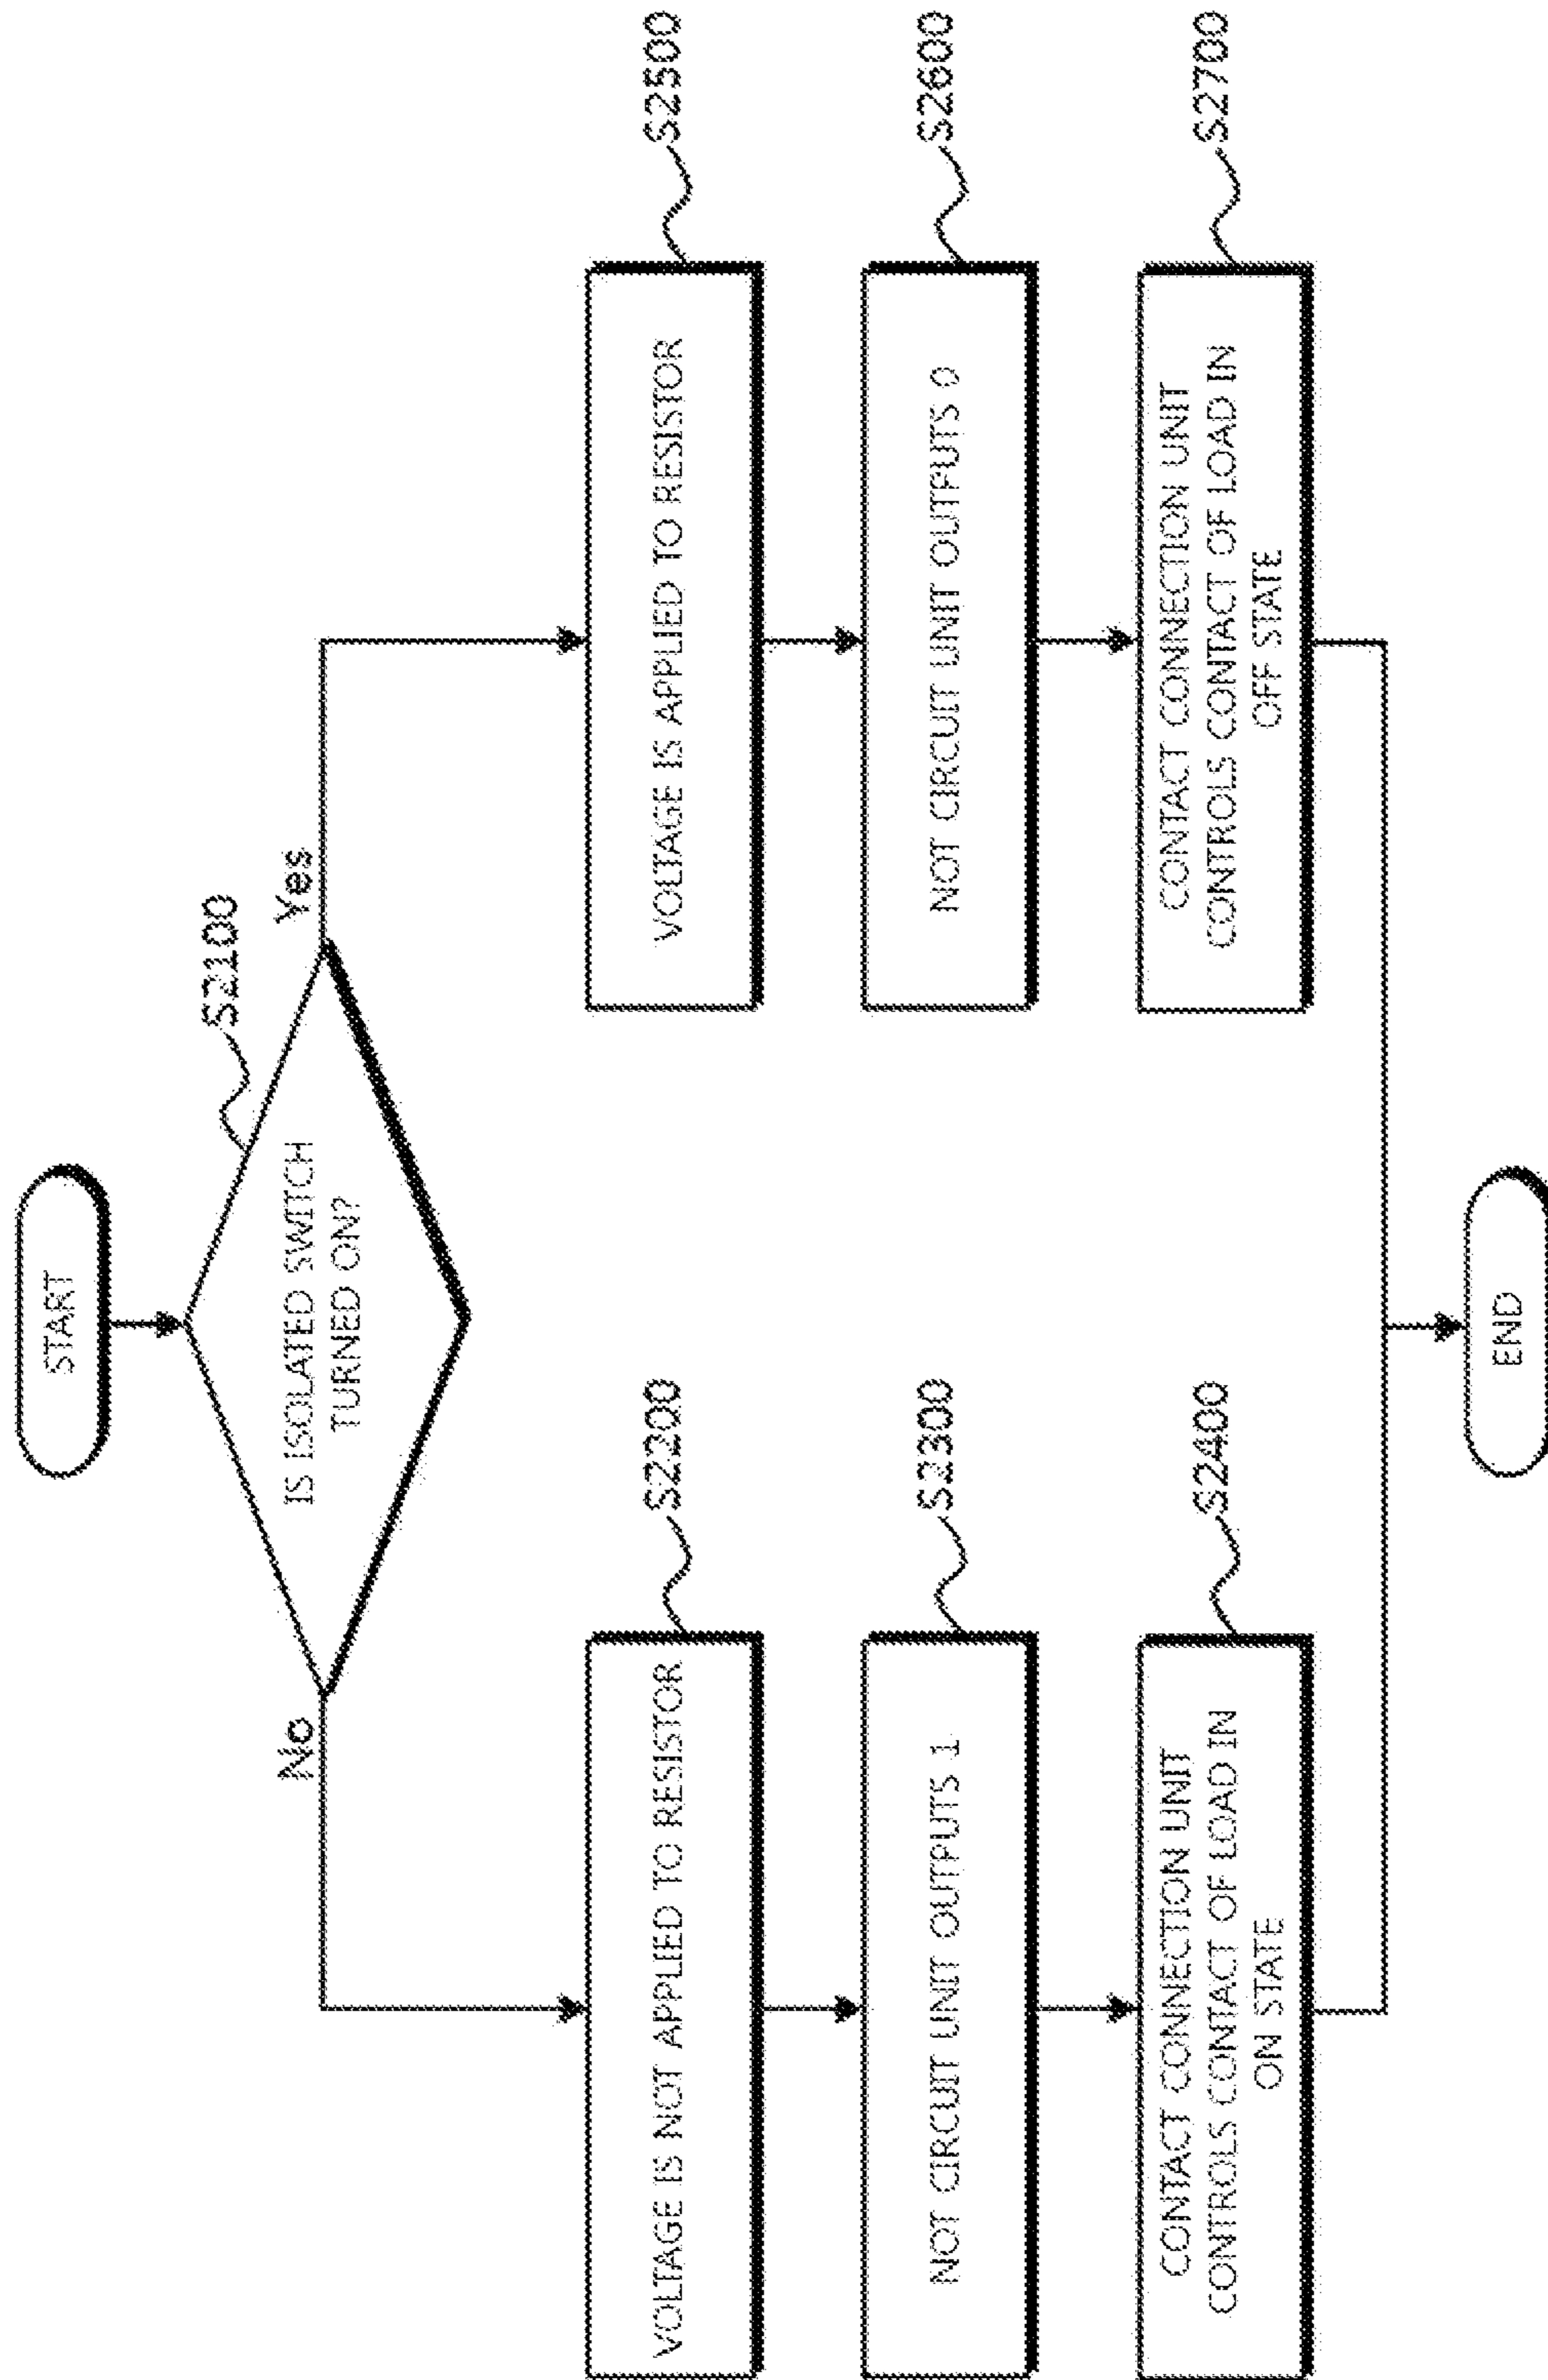 START
S2100
IS ISOLATED SWITCH
TURNED ON?
No
Yes
S2200
VOLTAGE IS NOT APPLIED TO RESISTOR
S2300
NOT CIRCUIT UNIT OUTPUTS 1
S2400
CONTACT CONNECTION UNIT
CONTROLS CONTACT OF LOAD IN
ON STATE
S2500
VOLTAGE IS APPLIED TO RESISTOR
S2600
NOT CIRCUIT UNIT OUTPUTS 0
S2700
CONTACT CONNECTION UNIT
CONTROLS CONTACT OF LOAD IN
OFF STATE
END